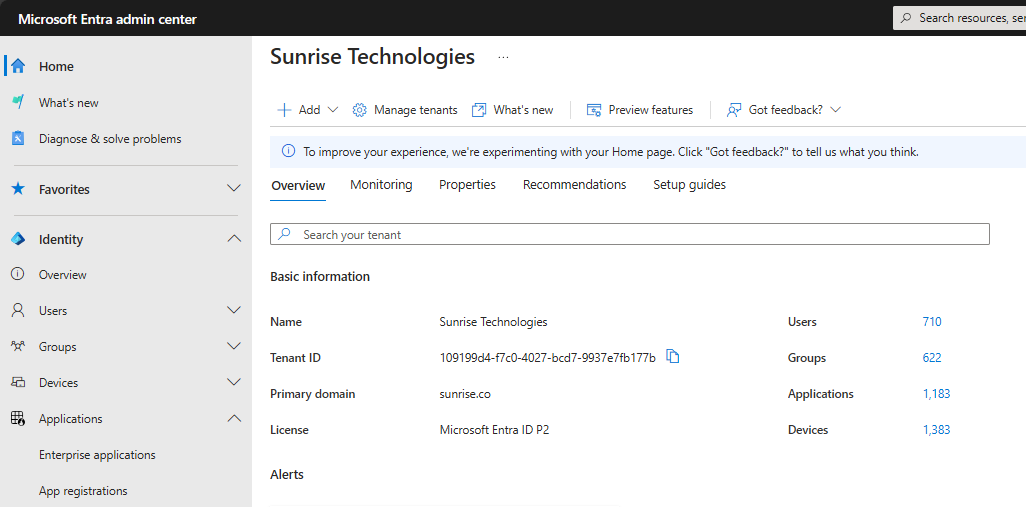 Microsoft Entra admin center
Search resources, ser
Home
What's new
Diagnose & solve problems
Favorites
Identity
Overview
Users
Groups
Devices
Applications
Enterprise applications
App registrations
Sunrise Technologies ...
Add Manage tenants What's new Preview features Got feedback?
To improve your experience, we're experimenting with your Home page. Click "Got feedback?" to tell us what you think.
Overview Monitoring Properties Recommendations Setup guides
Search your tenant
Basic information
Name Sunrise Technologies Users 710
Tenant ID 109199d4-f7c0-4027-bcd7-9937e7fb177b Groups 622
Primary domain sunrise.co Applications 1,183
License Microsoft Entra ID P2 Devices 1,383
Alerts